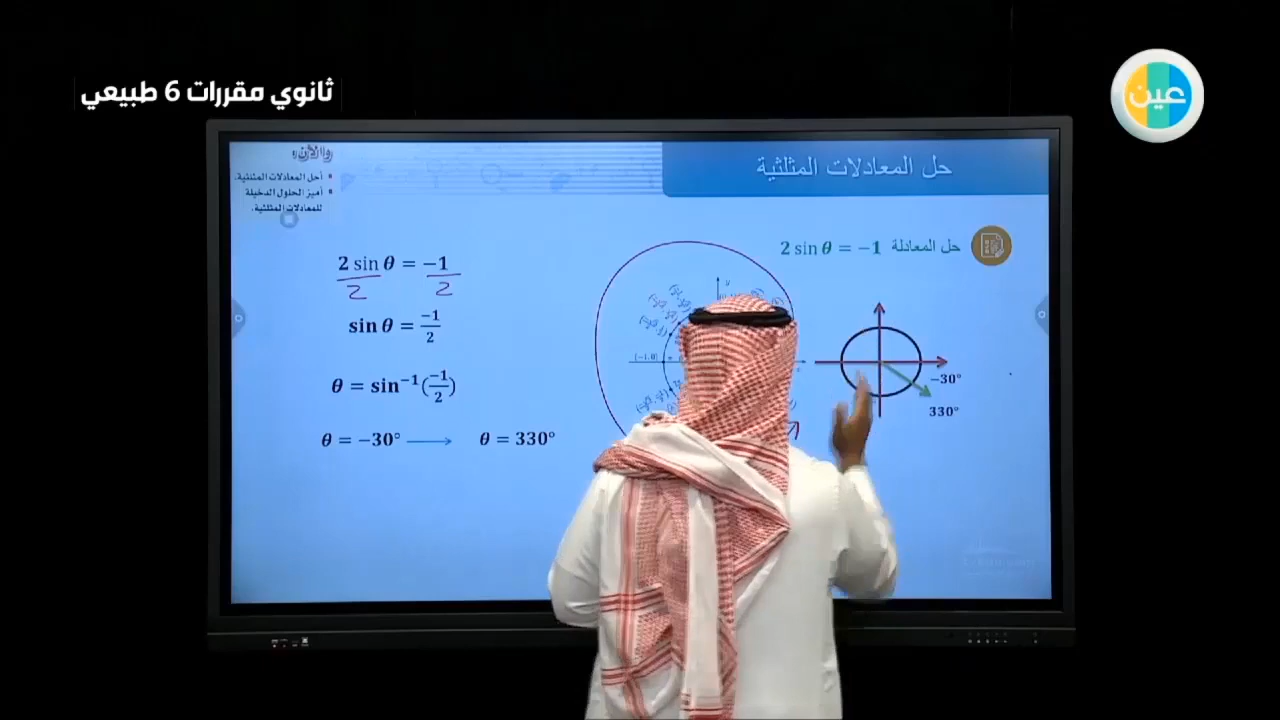 ثانوي مقررات 6 طبيعي
عين
حل المعادلات المثلثية
والآن:
أحل المعادلات المثلثية.
أميز الحلول الدخيلة
للمعادلات المثلثية.
حل المعادلة 2 sin θ = −1
2 sin θ = −1
2 2
sin θ = −1/2
θ = sin⁻¹(−1/2)
θ = −30° → θ = 330°
(−1, 0)
y
−30°
330°